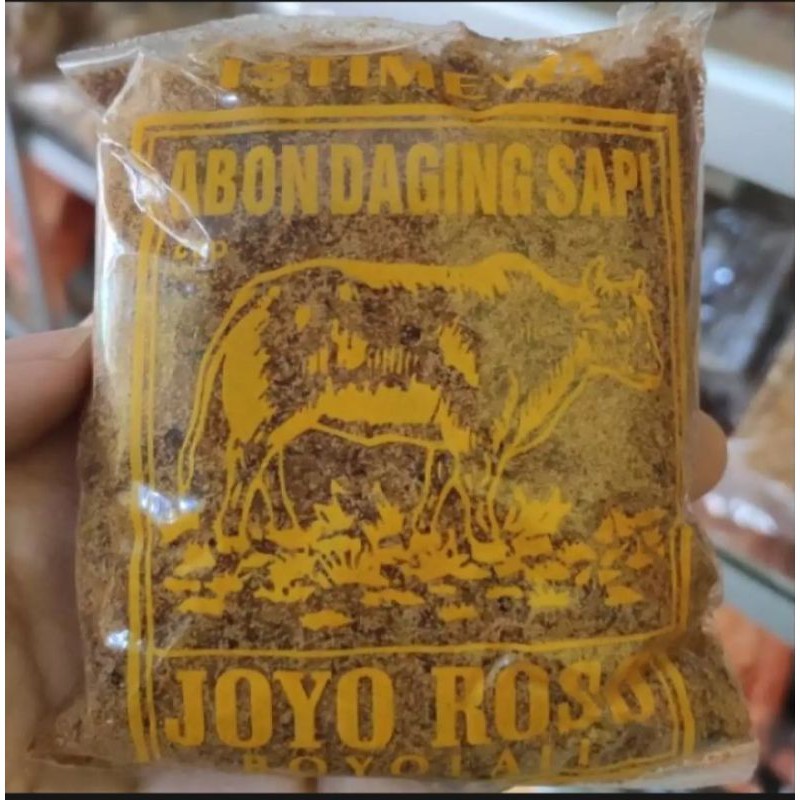 ISTIMEWA
ABON DAGING SAPI
JOYO ROSO
BOYOLALI